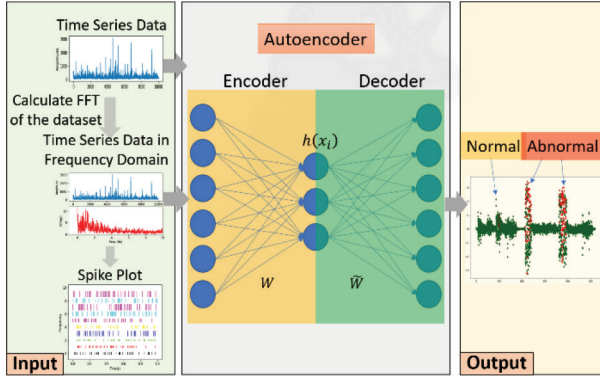 Time Series Data
Calculate FFT
of the dataset
Time Series Data in
Frequency Domain
Spike Plot
Input
Autoencoder
Encoder
Decoder
h(xᵢ)
W
W̃
Normal
Abnormal
Output